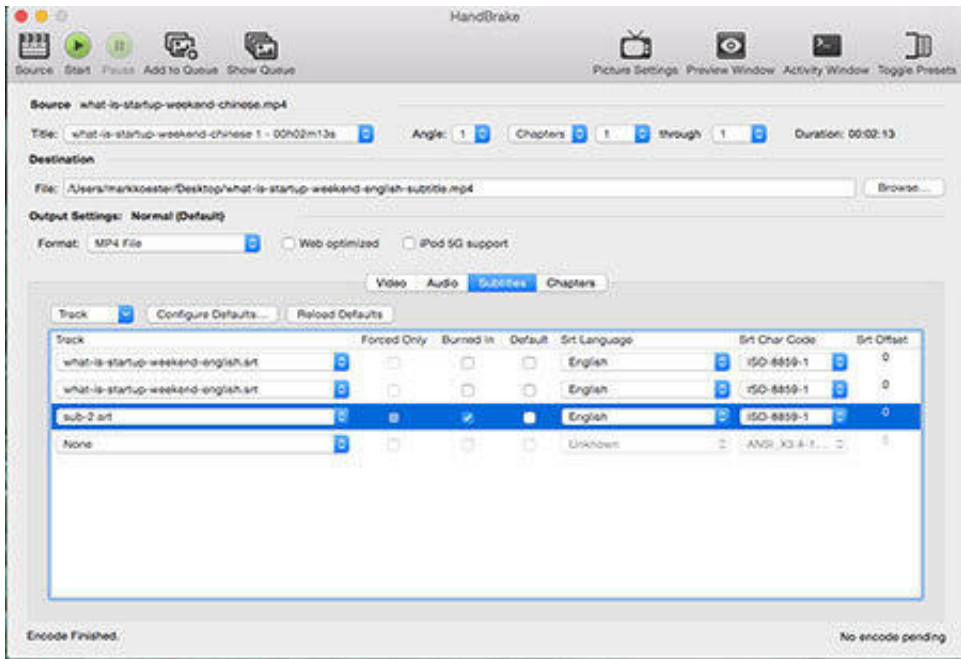 HandBrake
Source Start Pause Add to Queue Show Queue Picture Settings Preview Window Activity Window Toggle Presets
Source what-is-startup-weekend-chinese.mp4
Title: what-is-startup-weekend-chinese 1 - 00h02m13s Angle: 1 Chapters 1 through 1 Duration: 00:02:13
Destination
File: /Users/markkoester/Desktop/what-is-startup-weekend-english-subtitle.mp4 Browse...
Output Settings: Normal (Default)
Format: MP4 File Web optimized iPod 5G support
Video Audio Subtitles Chapters
Track Configure Defaults... Reload Defaults
Track Forced Only Burned In Default Srt Language Srt Char Code Srt Offset
what-is-startup-weekend-english.srt English ISO-8859-1 0
what-is-startup-weekend-english.srt English ISO-8859-1 0
sub-2.srt English ISO-8859-1 0
None Unknown ANSI_X3.4-1... 0
Encode Finished. No encode pending